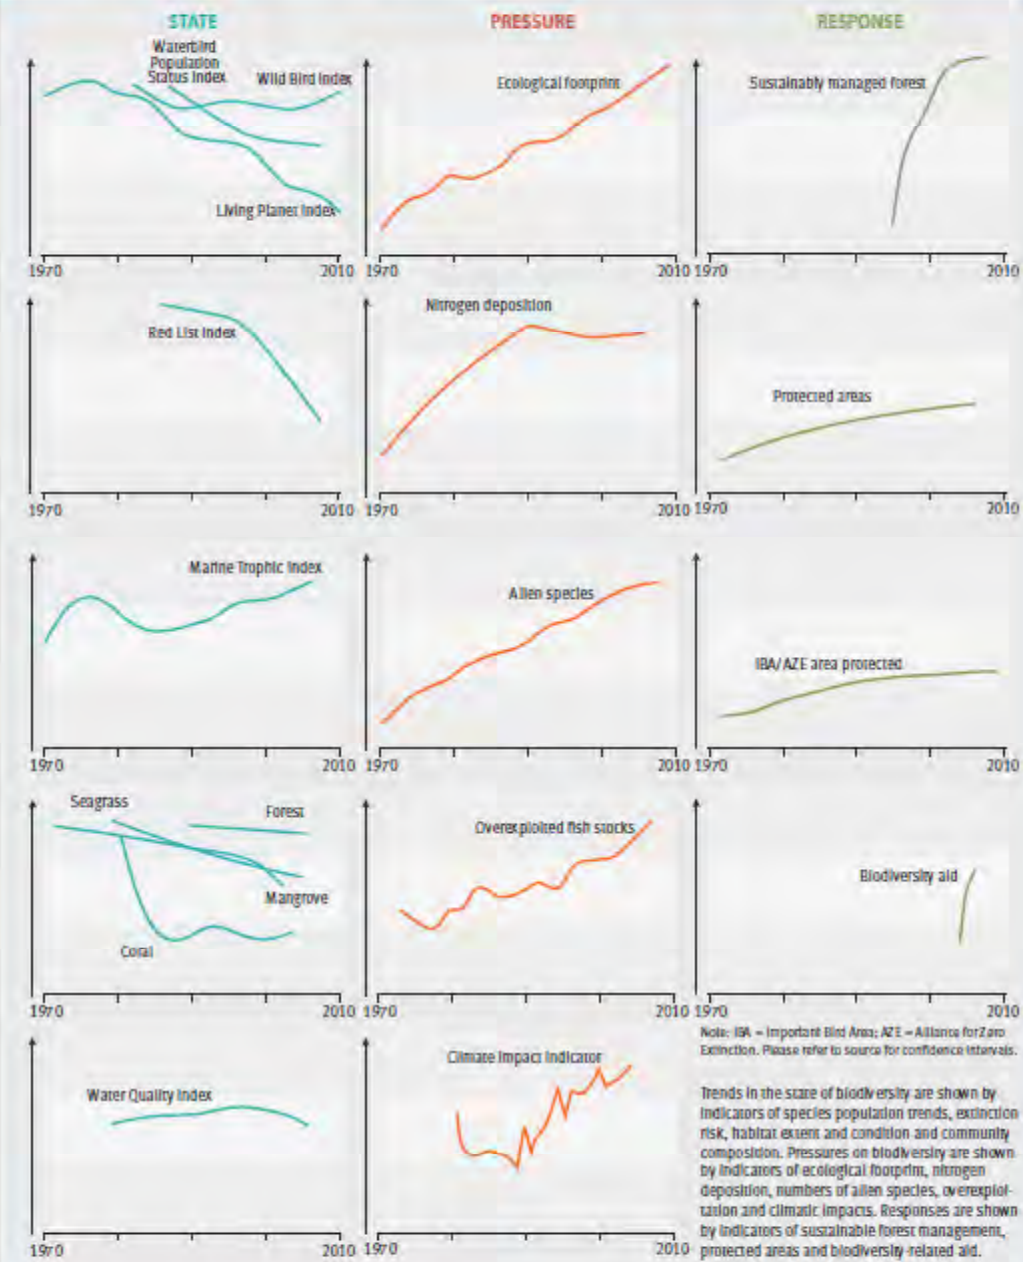 STATE
PRESSURE
RESPONSE
Waterbird
Population
Status Index
Wild Bird Index
Living Planet Index
1970
2010
Ecological footprint
1970
2010
Sustainably managed forest
1970
2010
Red List Index
1970
2010
Nitrogen deposition
1970
2010
Protected areas
1970
2010
Marine Trophic Index
1970
2010
Alien species
1970
2010
IBA/AZE area protected
1970
2010
Seagrass
Forest
Mangrove
Coral
1970
2010
Overexploited fish stocks
1970
2010
Biodiversity aid
1970
2010
Water Quality Index
1970
2010
Climate Impact Indicator
1970
2010
Note: IBA = Important Bird Area; AZE = Alliance for Zero
Extinction. Please refer to source for confidence intervals.
Trends in the state of biodiversity are shown by
indicators of species population trends, extinction
risk, habitat extent and condition and community
composition. Pressures on biodiversity are shown
by indicators of ecological footprint, nitrogen
deposition, numbers of alien species, overexploi-
tation and climatic impacts. Responses are shown
by indicators of sustainable forest management,
protected areas and biodiversity-related aid.